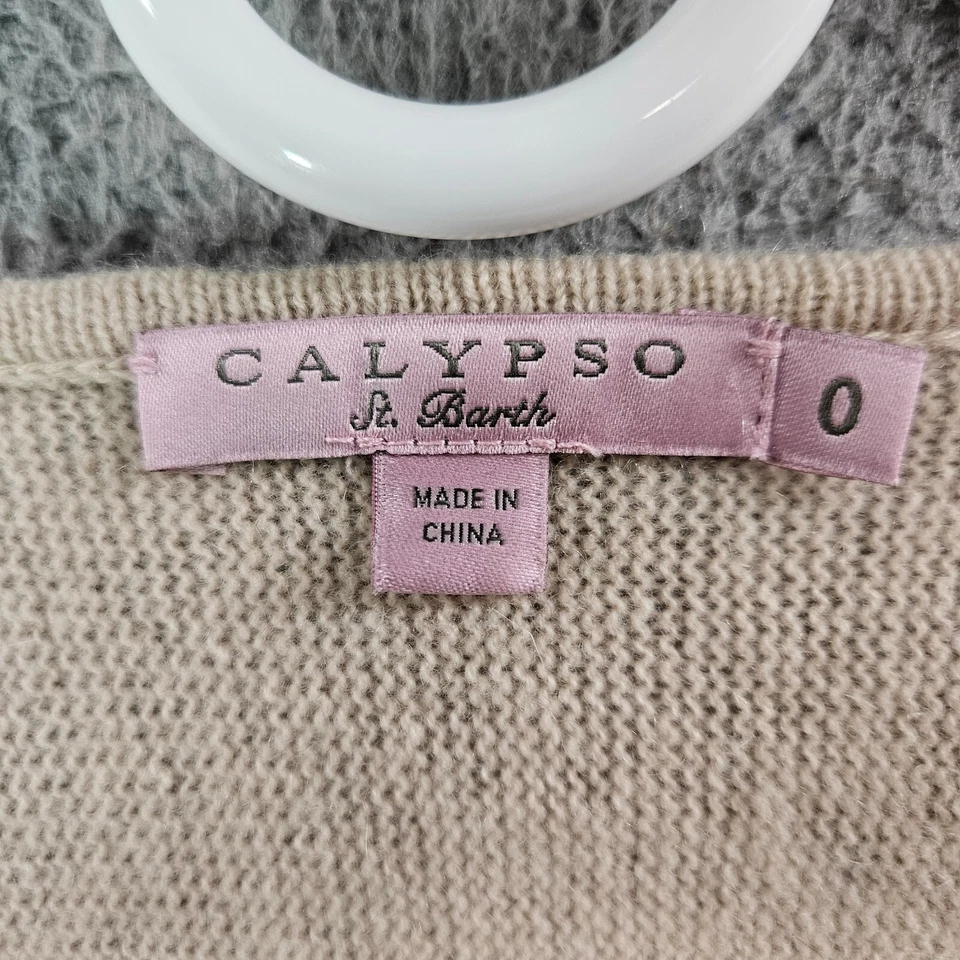 CALYPSO
St. Barth
0
MADE IN
CHINA